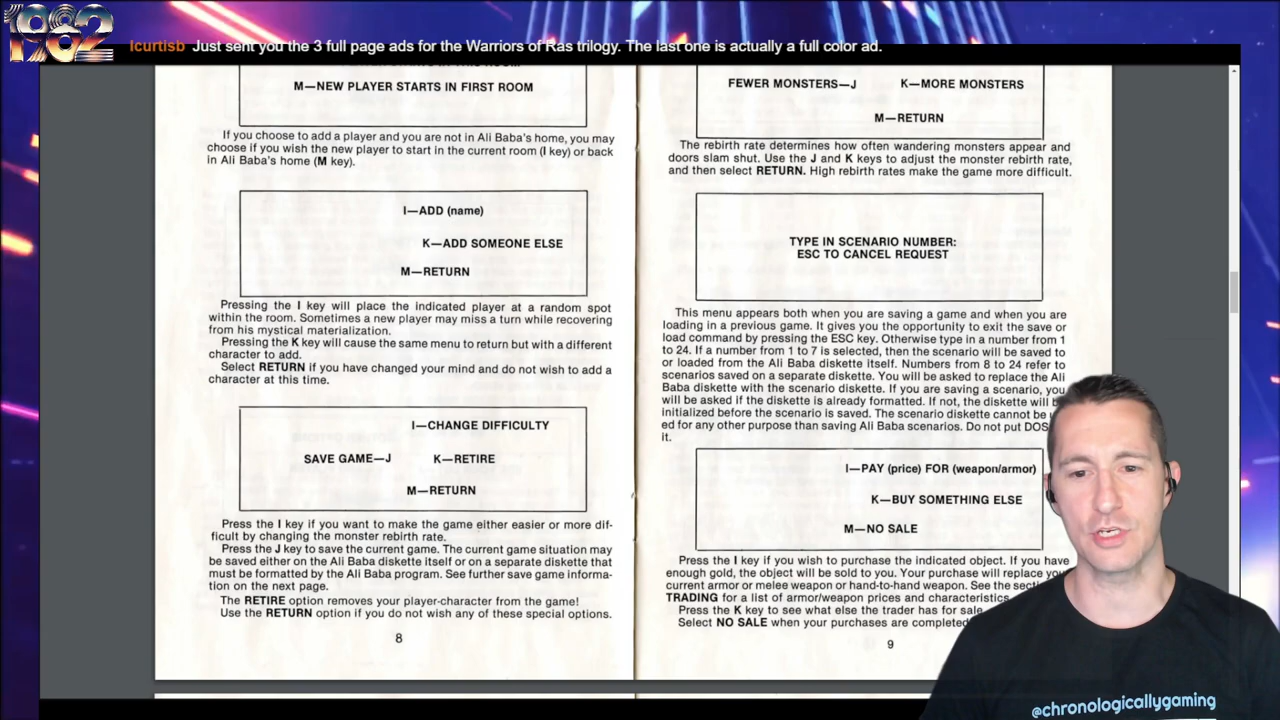 1982
lcurtisb Just sent you the 3 full page ads for the Warriors of Ras trilogy. The last one is actually a full color ad.
M—NEW PLAYER STARTS IN FIRST ROOM
If you choose to add a player and you are not in Ali Baba's home, you may
choose if you wish the new player to start in the current room (I key) or back
in Ali Baba's home (M key).
I—ADD (name)
K—ADD SOMEONE ELSE
M—RETURN
Pressing the I key will place the indicated player at a random spot
within the room. Sometimes a new player may miss a turn while recovering
from his mystical materialization.
Pressing the K key will cause the same menu to return but with a different
character to add.
Select RETURN if you have changed your mind and do not wish to add a
character at this time.
I—CHANGE DIFFICULTY
SAVE GAME—J K—RETIRE
M—RETURN
Press the I key if you want to make the game either easier or more dif-
ficult by changing the monster rebirth rate.
Press the J key to save the current game. The current game situation may
be saved either on the Ali Baba diskette itself or on a separate diskette that
must be formatted by the Ali Baba program. See further save game informa-
tion on the next page.
The RETIRE option removes your player-character from the game!
Use the RETURN option if you do not wish any of these special options.
8
FEWER MONSTERS—J K—MORE MONSTERS
M—RETURN
The rebirth rate determines how often wandering monsters appear and
doors slam shut. Use the J and K keys to adjust the monster rebirth rate,
and then select RETURN. High rebirth rates make the game more difficult.
TYPE IN SCENARIO NUMBER:
ESC TO CANCEL REQUEST
This menu appears both when you are saving a game and when you are
loading in a previous game. It gives you the opportunity to exit the save or
load command by pressing the ESC key. Otherwise type in a number from 1
to 24. If a number from 1 to 7 is selected, then the scenario will be saved to
or loaded from the Ali Baba diskette itself. Numbers from 8 to 24 refer to
scenarios saved on a separate diskette. You will be asked to replace the Ali
Baba diskette with the scenario diskette. If you are saving a scenario, you
will be asked if the diskette is already formatted. If not, the diskette will
initialized before the scenario is saved. The scenario diskette cannot be
ed for any other purpose than saving Ali Baba scenarios. Do not put DOS
it.
I—PAY (price) FOR (weapon/armor)
K—BUY SOMETHING ELSE
M—NO SALE
Press the I key if you wish to purchase the indicated object. If you have
enough gold, the object will be sold to you. Your purchase will replace
current armor or melee weapon or hand-to-hand weapon. See the
TRADING for a list of armor/weapon prices and characteristics
Press the K key to see what else the trader has for sale
Select NO SALE when your purchases are completed
9
@chronologicallygaming